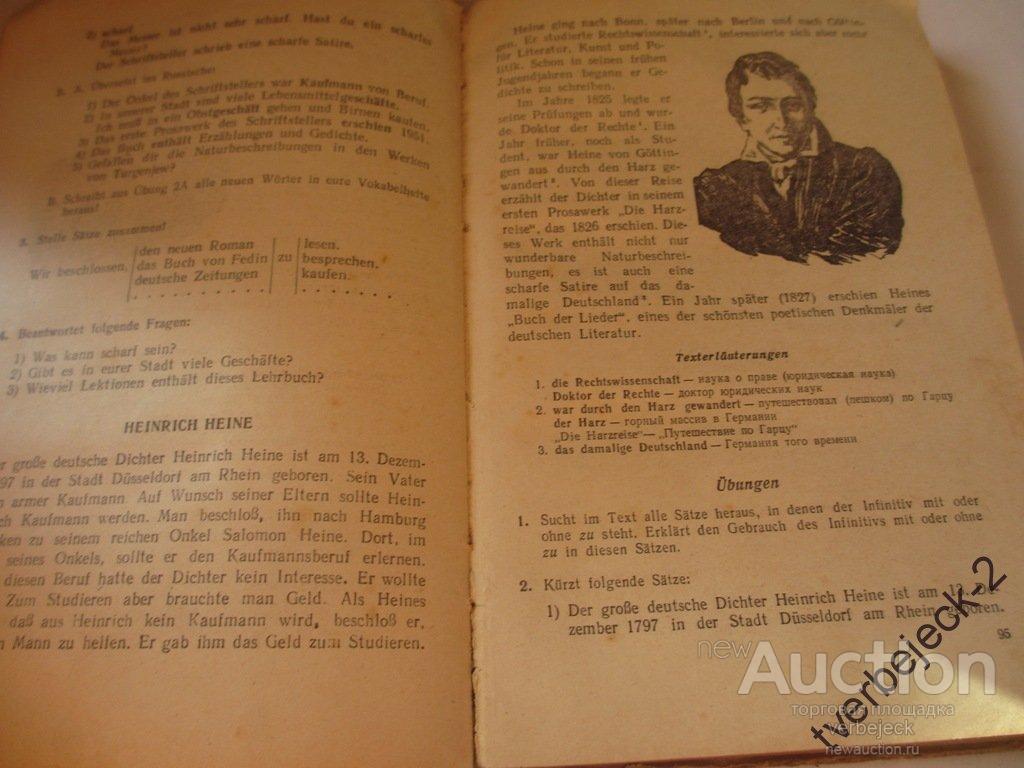 2) scharf
Das Messer ist nicht sehr scharf. Hast du ein scharfes
Messer?
Der Schriftsteller schrieb eine scharfe Satire.
2. A. Übersetzt ins Russische:
1) Der Onkel des Schriftstellers war Kaufmann von Beruf.
2) In unserer Stadt sind viele Lebensmittelgeschäfte.
Ich muß in ein Obstgeschäft gehen und Birnen kaufen.
3) Das erste Prosawerk des Schriftstellers erschien 1951.
4) Das Buch enthält Erzählungen und Gedichte.
5) Gefallen dir die Naturbeschreibungen in den Werken
von Turgenjew?
B. Schreibt aus Übung 2A alle neuen Wörter in eure Vokabelhefte
heraus!
3. Stelle Sätze zusammen!
Wir beschlossen,
den neuen Roman
das Buch von Fedin
deutsche Zeitungen
zu
lesen.
besprechen.
kaufen.
4. Beantwortet folgende Fragen:
1) Was kann scharf sein?
2) Gibt es in eurer Stadt viele Geschäfte?
3) Wieviel Lektionen enthält dieses Lehrbuch?
HEINRICH HEINE
große deutsche Dichter Heinrich Heine ist am 13. Dezem-
in der Stadt Düsseldorf am Rhein geboren. Sein Vater
armer Kaufmann. Auf Wunsch seiner Eltern sollte Hein-
Kaufmann werden. Man beschloß, ihn nach Hamburg
zu seinem reichen Onkel Salomon Heine. Dort, im
seines Onkels, sollte er den Kaufmannsberuf erlernen.
diesen Beruf hatte der Dichter kein Interesse. Er wollte
Zum Studieren aber brauchte man Geld. Als Heines
daß aus Heinrich kein Kaufmann wird, beschloß er,
Mann zu helfen. Er gab ihm das Geld zum Studieren.
Heine ging nach Bonn, später nach Berlin und nach Göttin-
gen. Er studierte Rechtswissenschaft¹, interessierte sich aber mehr
für Literatur, Kunst und Po-
litik. Schon in seinen frühen
Jugendjahren begann er Ge-
dichte zu schreiben.
Im Jahre 1825 legte er
seine Prüfungen ab und wur-
de Doktor der Rechte¹. Ein
Jahr früher, noch als Stu-
dent, war Heine von Göttin-
gen aus durch den Harz ge-
wandert². Von dieser Reise
erzählt der Dichter in seinem
ersten Prosawerk „Die Harz-
reise“, das 1826 erschien. Die-
ses Werk enthält nicht nur
wunderbare Naturbeschrei-
bungen, es ist auch eine
scharfe Satire auf das da-
malige Deutschland³. Ein Jahr später (1827) erschien Heines
„Buch der Lieder“, eines der schönsten poetischen Denkmäler der
deutschen Literatur.
Texterläuterungen
1. die Rechtswissenschaft — наука о праве (юридическая наука)
Doktor der Rechte — доктор юридических наук
2. war durch den Harz gewandert — путешествовал (пешком) по Гарцу
der Harz — горный массив в Германии
„Die Harzreise“ — „Путешествие по Гарцу“
3. das damalige Deutschland — Германия того времени
Übungen
1. Sucht im Text alle Sätze heraus, in denen der Infinitiv mit oder
ohne zu steht. Erklärt den Gebrauch des Infinitivs mit oder ohne
zu in diesen Sätzen.
2. Kürzt folgende Sätze:
1) Der große deutsche Dichter Heinrich Heine ist am 13. De-
zember 1797 in der Stadt Düsseldorf am Rhein geboren.
95
newAuction
торговая площадка
verbejeck
newauction.ru
tverbejeck-2